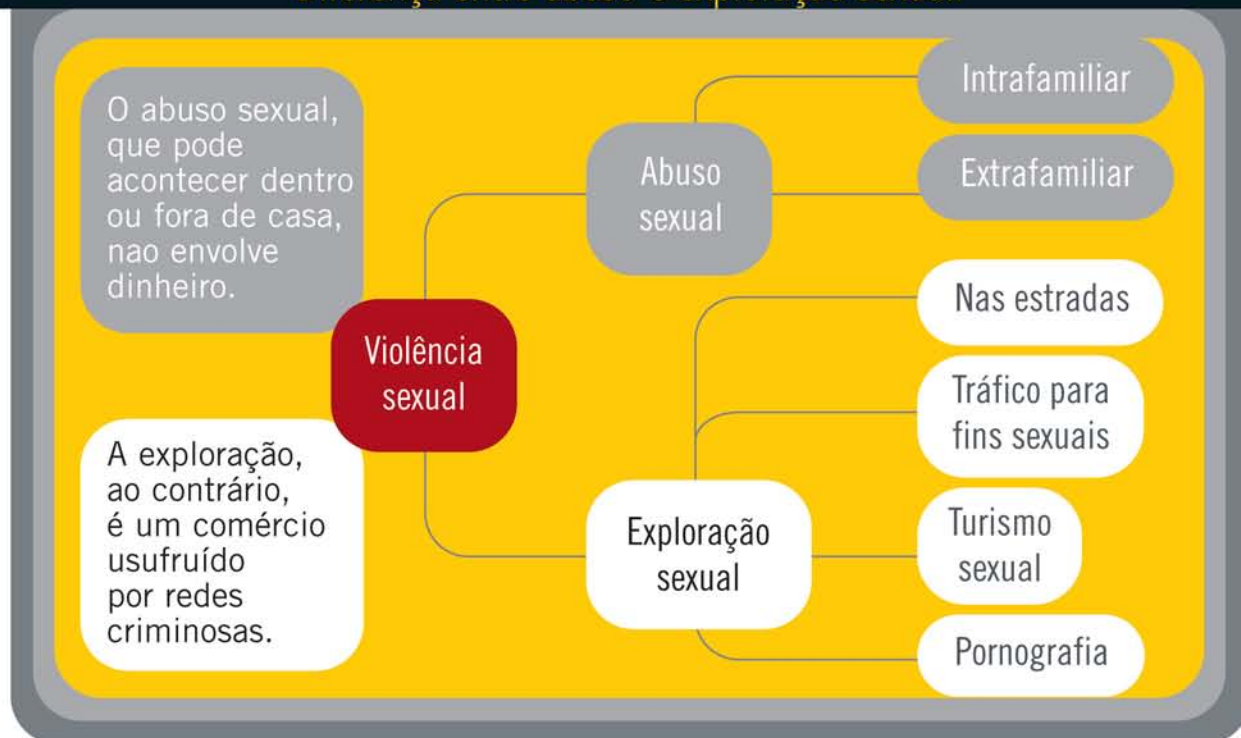 O abuso sexual,
que pode
acontecer dentro
ou fora de casa,
nao envolve
dinheiro.
A exploração,
ao contrário,
é um comércio
usufruído
por redes
criminosas.
Violência
sexual
Abuso
sexual
Intrafamiliar
Extrafamiliar
Exploração
sexual
Nas estradas
Tráfico para
fins sexuais
Turismo
sexual
Pornografia